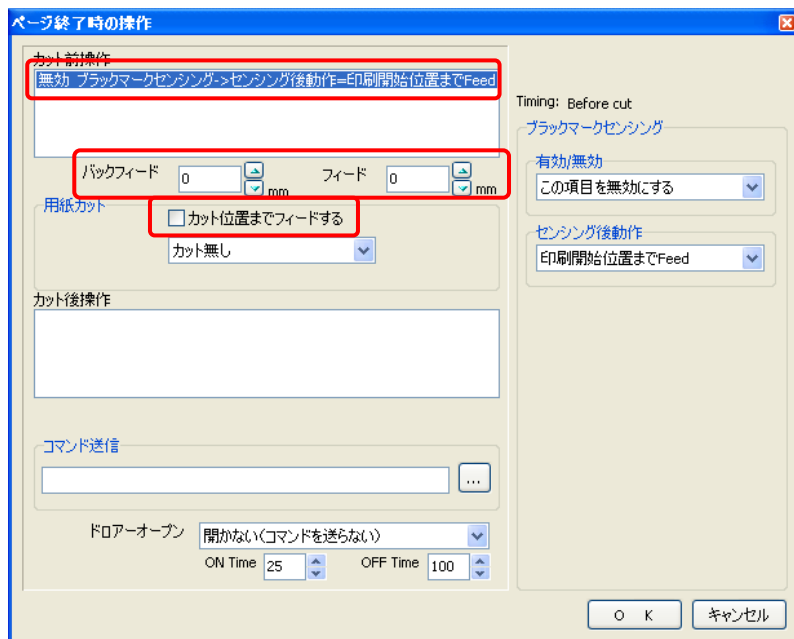 ページ終了時の操作
カット前操作
無効 ブラックマークセンシング->センシング後動作=印刷開始位置までFeed
バックフィード 0 mm フィード 0 mm
用紙カット
カット位置までフィードする
カット無し
カット後操作
コマンド送信
...
ドロアーオープン 開かない(コマンドを送らない)
ON Time 25 OFF Time 100
Timing: Before cut
ブラックマークセンシング
有効/無効
この項目を無効にする
センシング後動作
印刷開始位置までFeed
O K キャンセル